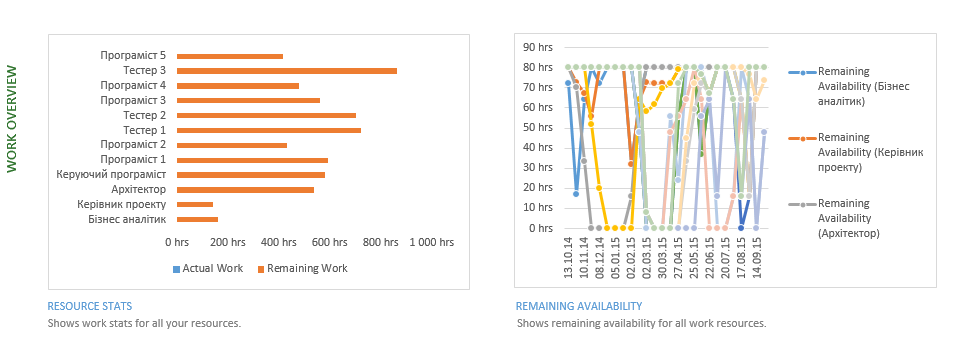 WORK OVERVIEW
Програміст 5
Тестер 3
Програміст 4
Програміст 3
Тестер 2
Тестер 1
Програміст 2
Програміст 1
Керуючий програміст
Архітектор
Керівник проекту
Бізнес аналітик
0 hrs 200 hrs 400 hrs 600 hrs 800 hrs 1 000 hrs
Actual Work Remaining Work
RESOURCE STATS
Shows work stats for all your resources.
90 hrs
80 hrs
70 hrs
60 hrs
50 hrs
40 hrs
30 hrs
20 hrs
10 hrs
0 hrs
13.10.14
10.11.14
08.12.14
05.01.15
02.02.15
02.03.15
30.03.15
27.04.15
25.05.15
22.06.15
20.07.15
17.08.15
14.09.15
Remaining
Availability (Бізнес
аналітик)
Remaining
Availability (Керівник
проекту)
Remaining
Availability
(Архітектор)
REMAINING AVAILABILITY
Shows remaining availability for all work resources.